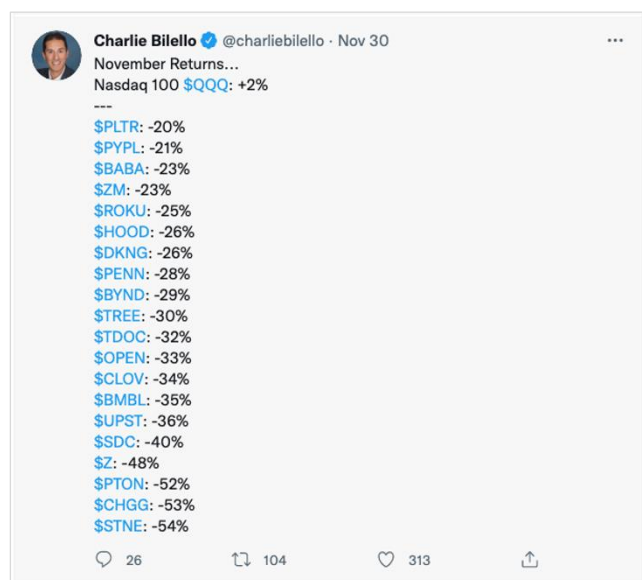 Charlie Bilello @charliebilello · Nov 30
November Returns...
Nasdaq 100 $QQQ: +2%
---
$PLTR: -20%
$PYPL: -21%
$BABA: -23%
$ZM: -23%
$ROKU: -25%
$HOOD: -26%
$DKNG: -26%
$PENN: -28%
$BYND: -29%
$TREE: -30%
$TDOC: -32%
$OPEN: -33%
$CLOV: -34%
$BMBL: -35%
$UPST: -36%
$SDC: -40%
$Z: -48%
$PTON: -52%
$CHGG: -53%
$STNE: -54%
26 104 313